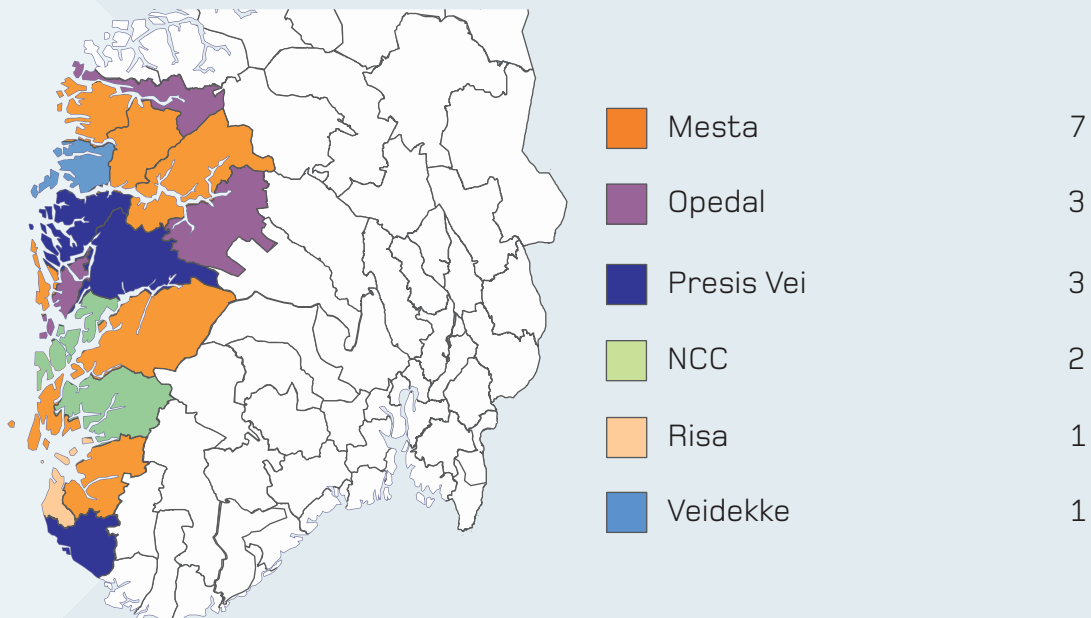 Mesta 7
Opedal 3
Presis Vei 3
NCC 2
Risa 1
Veidekke 1